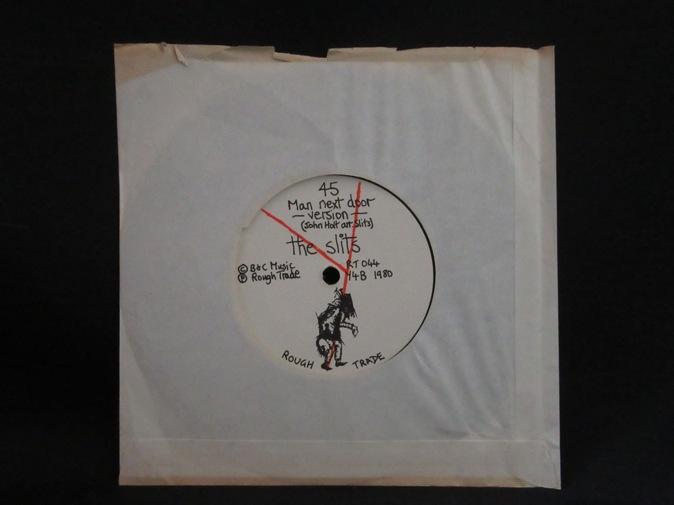 45
Man next door
— version —
(John Holt arr. Slits)
the slits
© B&C Music
℗ Rough Trade
RT 044
Y4B 1980
ROUGH TRADE